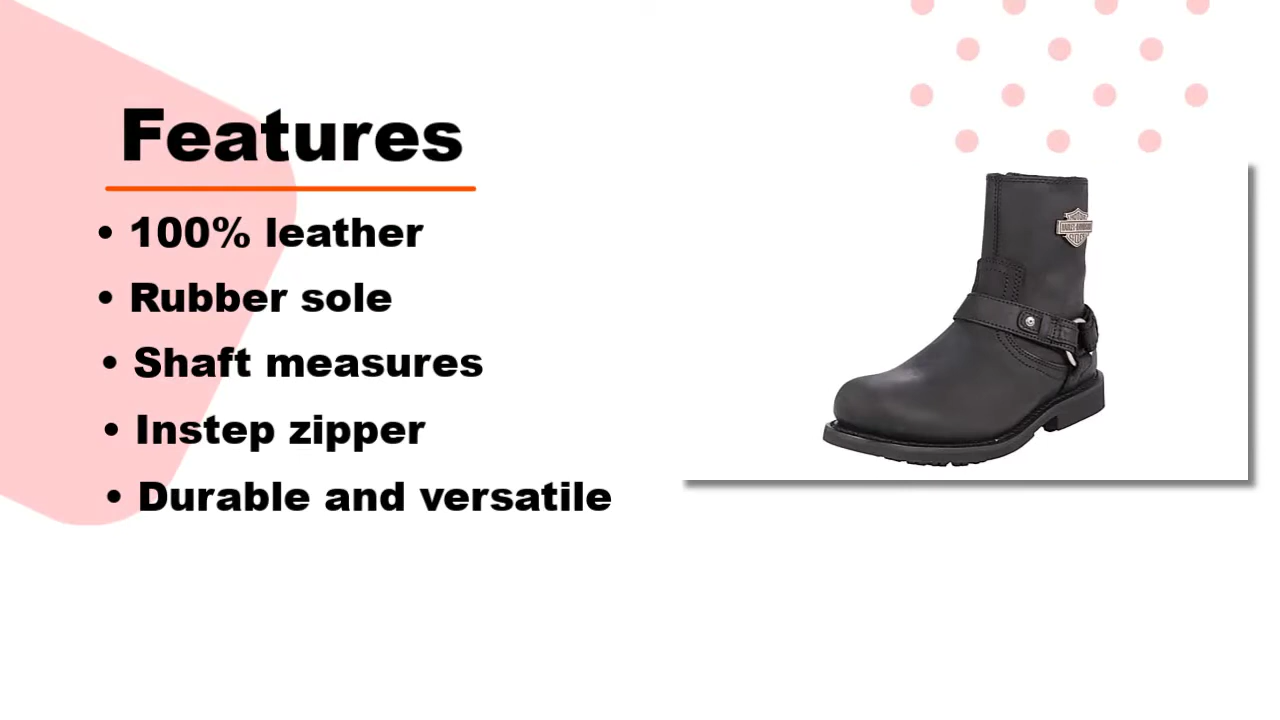 Features
• 100% leather
• Rubber sole
• Shaft measures
• Instep zipper
• Durable and versatile